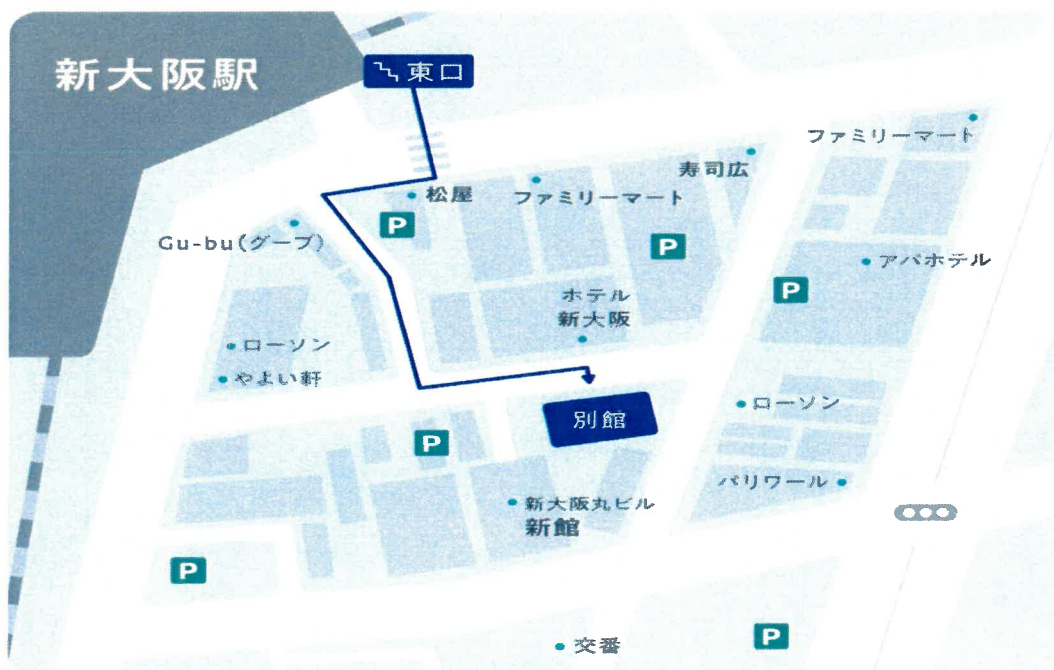 新大阪駅
東口
ファミリーマート
寿司広
松屋
ファミリーマート
P
Gu-bu(グーブ)
P
アパホテル
P
ホテル
新大阪
ローソン
やよい軒
ローソン
別館
P
パリワール
新大阪丸ビル
新館
P
交番
P